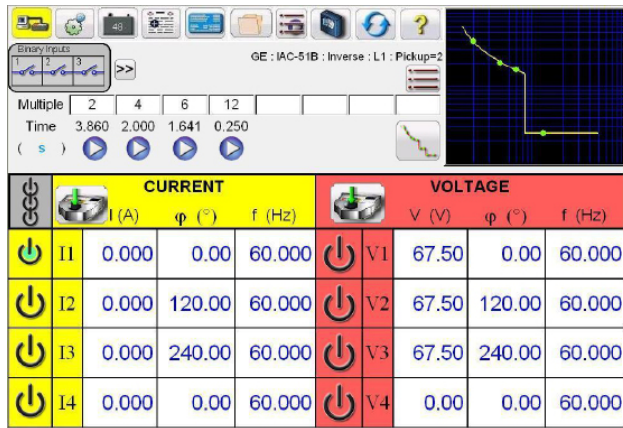 48
?
Binary Inputs
1 2 3
>>
GE : IAC-51B : Inverse : L1 : Pickup=2
Multiple 2 4 6 12
Time 3.860 2.000 1.641 0.250
( s )
CURRENT VOLTAGE
I (A) φ (°) f (Hz) V (V) φ (°) f (Hz)
I1 0.000 0.00 60.000 V1 67.50 0.00 60.000
I2 0.000 120.00 60.000 V2 67.50 120.00 60.000
I3 0.000 240.00 60.000 V3 67.50 240.00 60.000
I4 0.000 0.00 60.000 V4 0.00 0.00 60.000